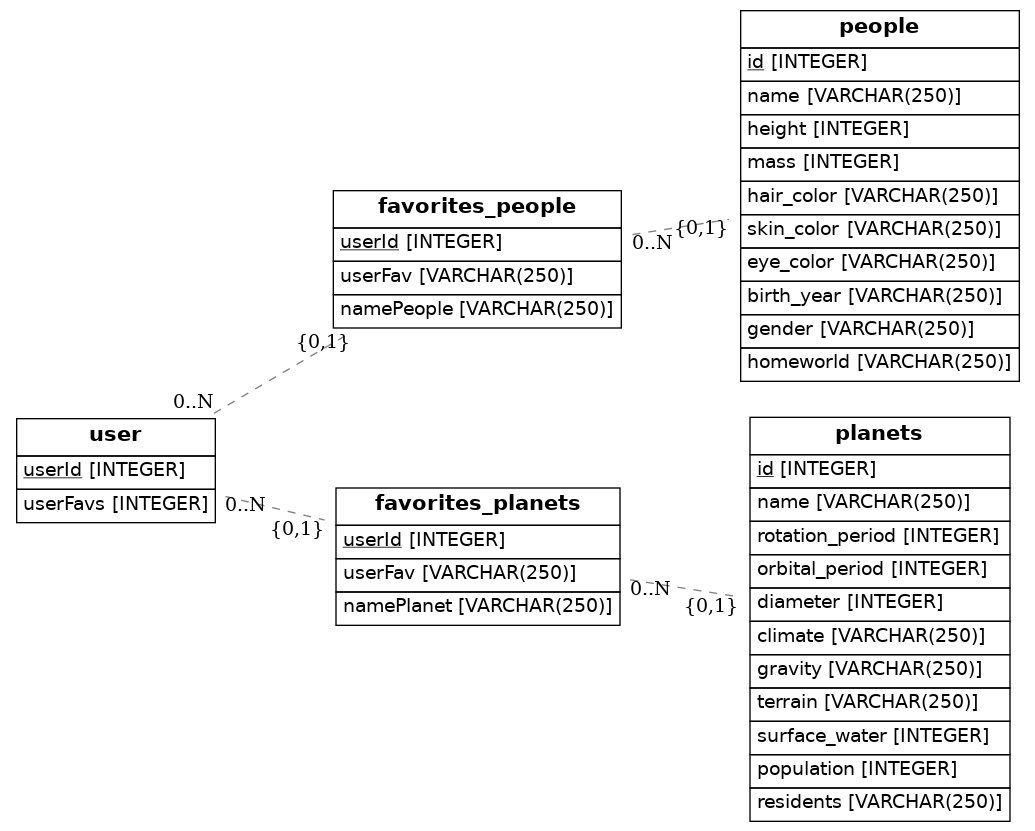 people
id [INTEGER]
name [VARCHAR(250)]
height [INTEGER]
mass [INTEGER]
hair_color [VARCHAR(250)]
skin_color [VARCHAR(250)]
eye_color [VARCHAR(250)]
birth_year [VARCHAR(250)]
gender [VARCHAR(250)]
homeworld [VARCHAR(250)]
favorites_people
userId [INTEGER]
userFav [VARCHAR(250)]
namePeople [VARCHAR(250)]
0..N
{0,1}
{0,1}
0..N
user
userId [INTEGER]
userFavs [INTEGER]
0..N
{0,1}
favorites_planets
userId [INTEGER]
userFav [VARCHAR(250)]
namePlanet [VARCHAR(250)]
0..N
{0,1}
planets
id [INTEGER]
name [VARCHAR(250)]
rotation_period [INTEGER]
orbital_period [INTEGER]
diameter [INTEGER]
climate [VARCHAR(250)]
gravity [VARCHAR(250)]
terrain [VARCHAR(250)]
surface_water [INTEGER]
population [INTEGER]
residents [VARCHAR(250)]